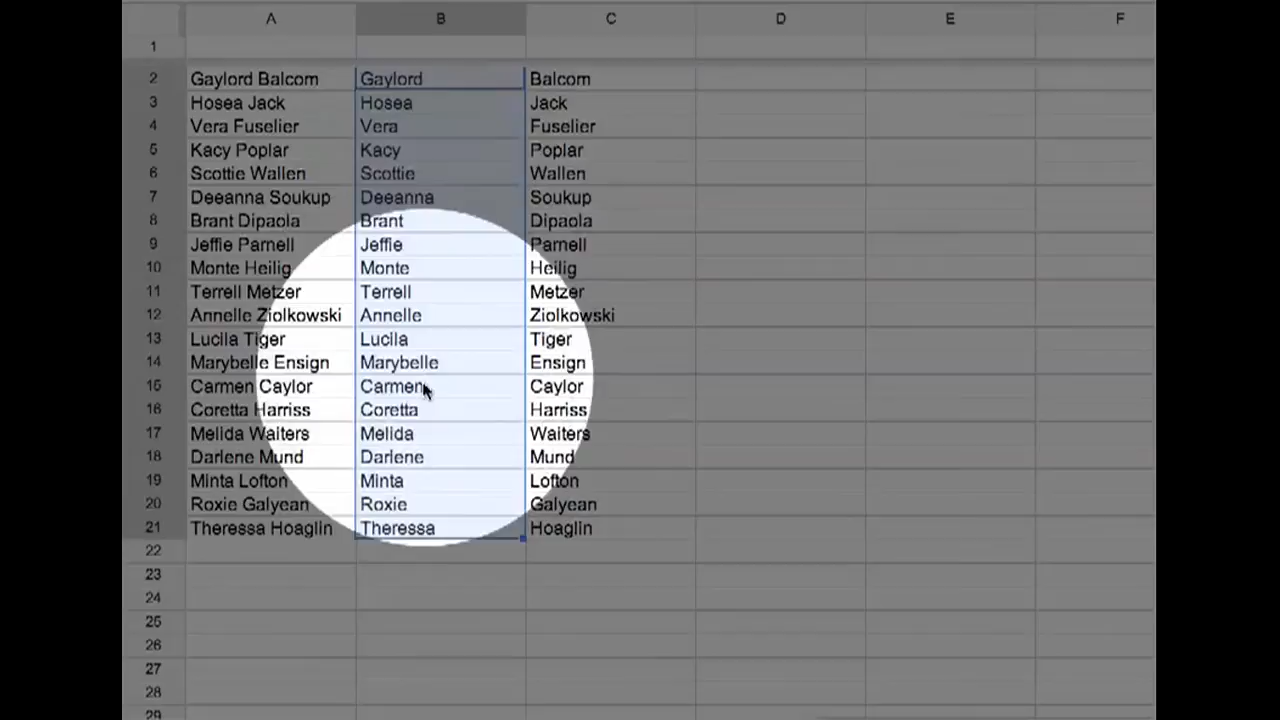 A B C D E F
1
2 Gaylord Balcom Gaylord Balcom
3 Hosea Jack Hosea Jack
4 Vera Fuselier Vera Fuselier
5 Kacy Poplar Kacy Poplar
6 Scottie Wallen Scottie Wallen
7 Deeanna Soukup Deeanna Soukup
8 Brant Dipaola Brant Dipaola
9 Jeffie Parnell Jeffie Parnell
10 Monte Heilig Monte Heilig
11 Terrell Metzer Terrell Metzer
12 Annelle Ziolkowski Annelle Ziolkowski
13 Lucila Tiger Lucila Tiger
14 Marybelle Ensign Marybelle Ensign
15 Carmen Caylor Carmen Caylor
16 Coretta Harriss Coretta Harriss
17 Melida Waiters Melida Waiters
18 Darlene Mund Darlene Mund
19 Minta Lofton Minta Lofton
20 Roxie Galyean Roxie Galyean
21 Theressa Hoaglin Theressa Hoaglin
22
23
24
25
26
27
28
29